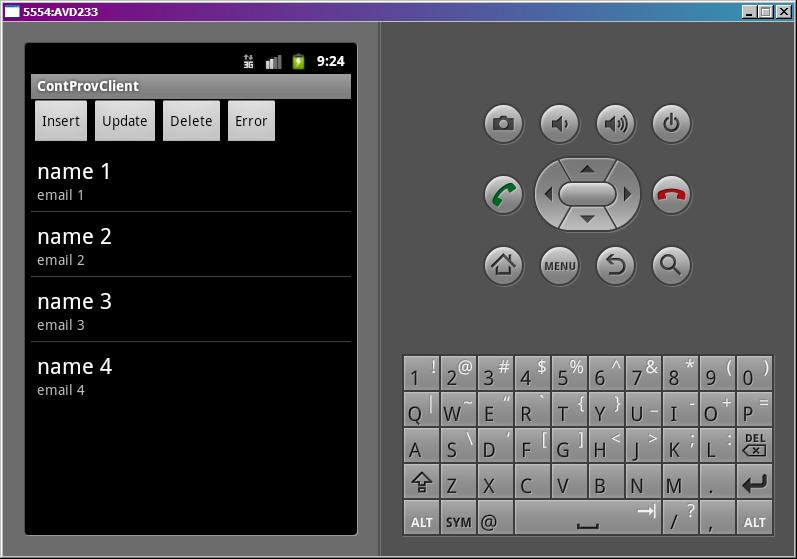 5554:AVD233
3G 9:24
ContProvClient
Insert Update Delete Error
name 1
email 1
name 2
email 2
name 3
email 3
name 4
email 4
MENU
1 ! 2 @ 3 # 4 $ 5 % 6 ^ 7 & 8 * 9 ( 0 )
Q | W ~ E “ R ` T { Y } U _ I - O + P =
A S \ D ‘ F [ G ] H < J > K ; L : DEL
Z X C V B N M .
ALT SYM @ / ? , ALT